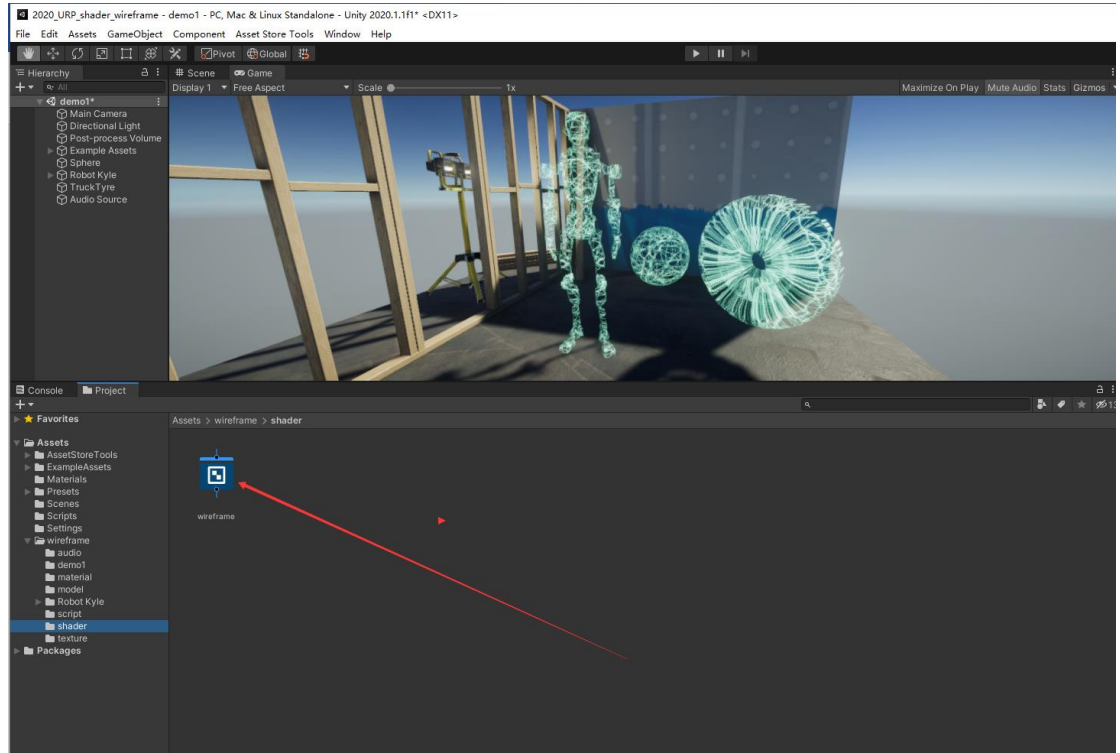 2020_URP_shader_wireframe - demo1 - PC, Mac & Linux Standalone - Unity 2020.1.1f1* <DX11>
File Edit Assets GameObject Component Asset Store Tools Window Help
Pivot Global
Hierarchy
All
demo1*
Main Camera
Directional Light
Post-process Volume
Example Assets
Sphere
Robot Kyle
TruckTyre
Audio Source
Scene Game
Display 1 Free Aspect Scale 1x Maximize On Play Mute Audio Stats Gizmos
Console Project
Favorites
Assets
AssetStoreTools
ExampleAssets
Materials
Presets
Scenes
Scripts
Settings
wireframe
audio
demo1
material
model
Robot Kyle
script
shader
texture
Packages
Assets > wireframe > shader
wireframe